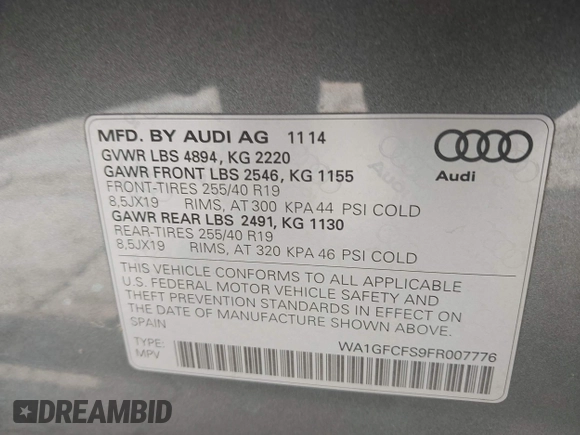 MFD. BY AUDI AG 11 14
GVWR LBS 4894, KG 2220
GAWR FRONT LBS 2546, KG 1155
FRONT-TIRES 255/40 R19
8,5JX19 RIMS, AT 300 KPA 44 PSI COLD
GAWR REAR LBS 2491, KG 1130
REAR-TIRES 255/40 R19
8,5JX19 RIMS, AT 320 KPA 46 PSI COLD
Audi
THIS VEHICLE CONFORMS TO ALL APPLICABLE
U.S. FEDERAL MOTOR VEHICLE SAFETY AND
THEFT PREVENTION STANDARDS IN EFFECT ON
THE DATE OF MANUFACTURE SHOWN ABOVE.
SPAIN
TYPE: WA1GFCFS9FR007776
MPV
DREAMBID